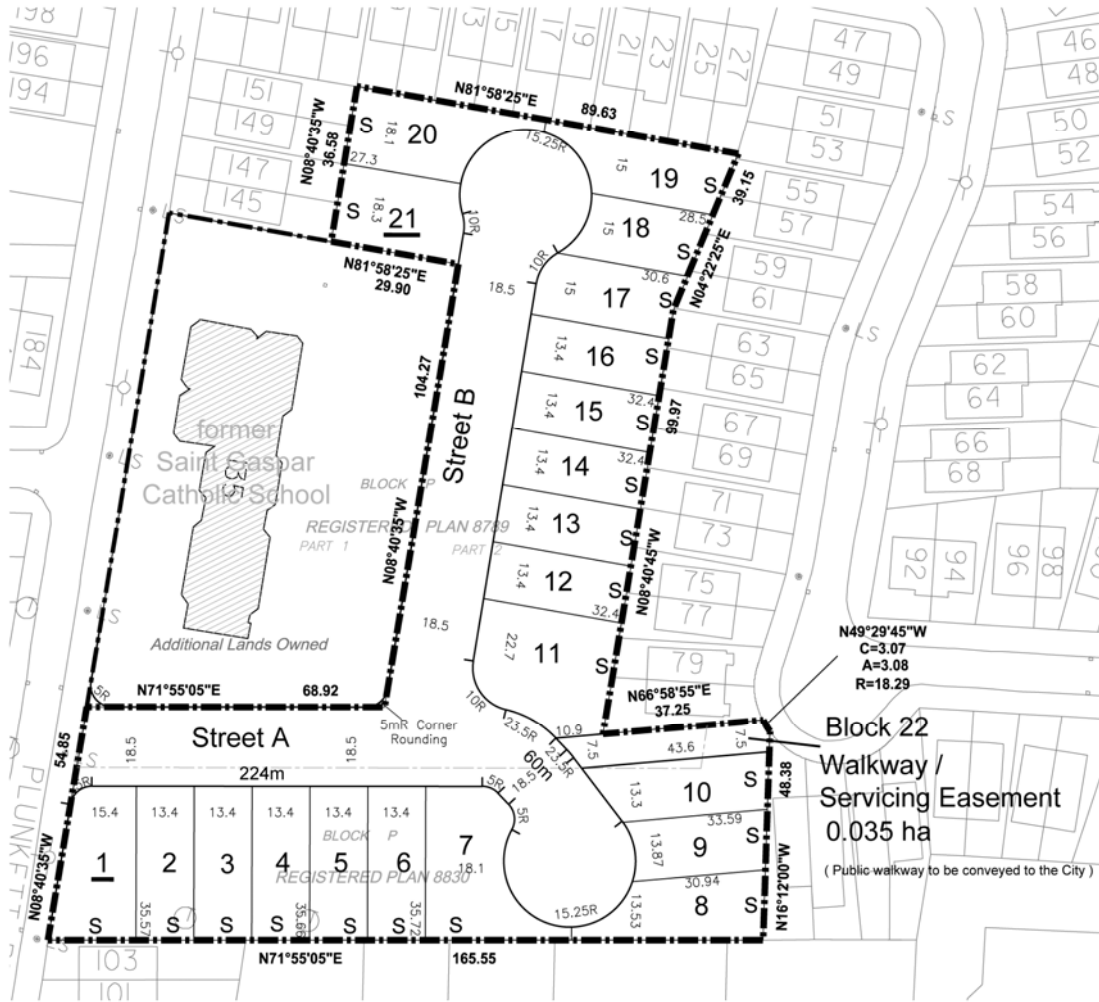 198
196
194
13
15
17
19
21
23
25
27
47
49
46
48
151
149
147
145
N81°58'25"E
89.63
N08°40'35"W
36.58
S
18.1
20
27.3
15.25R
15
19
S
39.15
51
53
LS
50
52
LS
LS
S
18.3
21
10R
28.5
15
18
S
55
57
54
56
N81°58'25"E
29.90
10R
30.6
N04°22'25"E
59
61
58
60
18.5
15
17
S
184
13.4
16
S
63
65
LS
62
64
104.27
Street B
32.4
13.4
15
S
99.97
67
69
66
68
former
Saint Gaspar
Catholic School
135
LS
BLOCK P
32.4
13.4
14
S
REGISTERED PLAN 8789
PART 1
PART 2
13.4
13
S
71
73
92
94
96
98
N08°40'35"W
13.4
12
S
32.4
N08°40'45"W
75
77
LS
18.5
Additional Lands Owned
22.7
11
S
79
N49°29'45"W
C=3.07
A=3.08
R=18.29
5R
N71°55'05"E
68.92
10R
N66°58'55"E
37.25
5mR Corner
Rounding
23.5R
10.9
7.5
43.6
7.5
Block 22
Walkway /
Servicing Easement
0.035 ha
( Public walkway to be conveyed to the City )
54.85
S
18.5
Street A
18.5
224m
60m
23.5R
18.5
5R
5R
5R
13.3
10
S
48.38
33.59
15.4
13.4
13.4
13.4
13.4
13.4
BLOCK P
1
2
3
4
5
6
7
18.1
REGISTERED PLAN 8830
13.87
9
S
30.94
N08°40'35"W
PLUNKETT
S
S
35.57
S
S
35.66
S
S
35.72
S
15.25R
13.53
8
S
N16°12'00"W
LS
N71°55'05"E
165.55
103
101